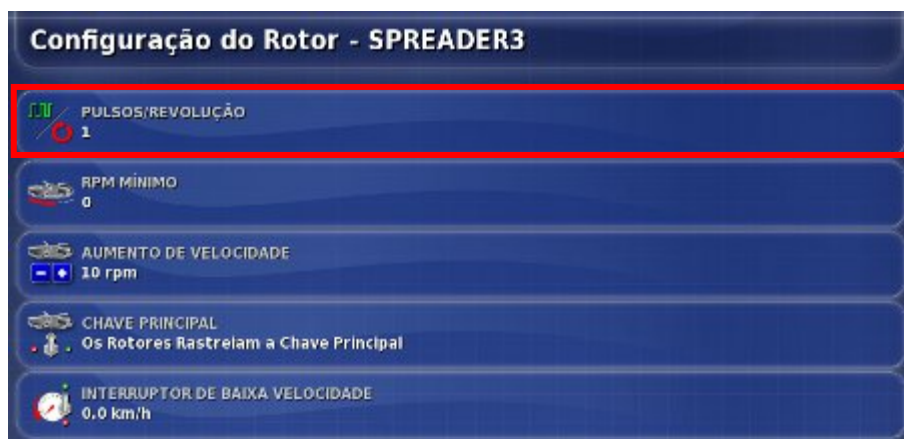 Configuração do Rotor - SPREADER3
PULSOS/REVOLUÇÃO
1
RPM MÍNIMO
0
AUMENTO DE VELOCIDADE
10 rpm
CHAVE PRINCIPAL
Os Rotores Rastreiam a Chave Principal
INTERRUPTOR DE BAIXA VELOCIDADE
0.0 km/h